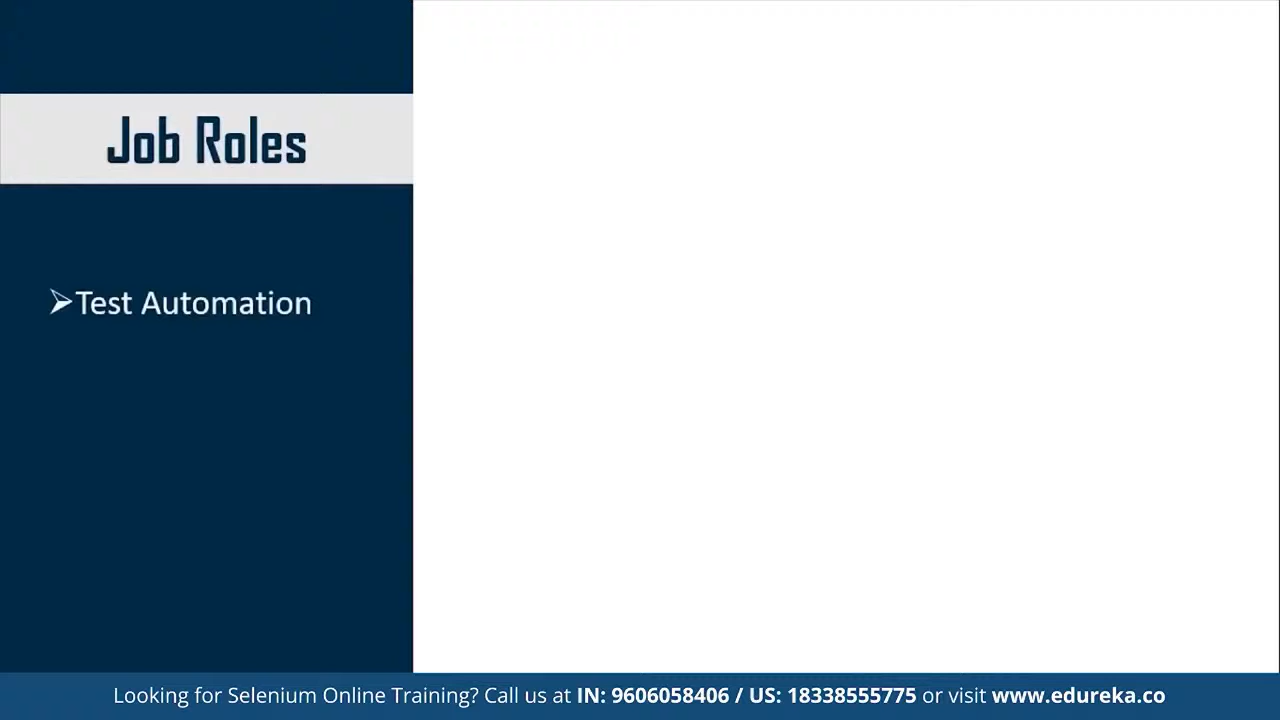 Job Roles
➢Test Automation
Looking for Selenium Online Training? Call us at IN: 9606058406 / US: 18338555775 or visit www.edureka.co